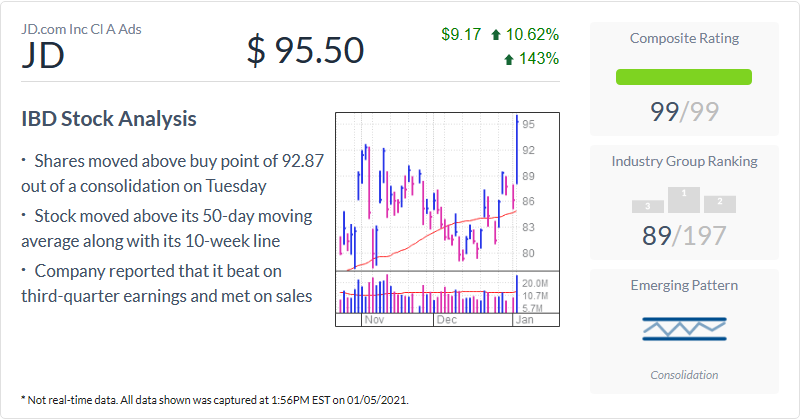 JD.com Inc Cl A Ads
JD
$ 95.50
$9.17 10.62%
143%
IBD Stock Analysis
· Shares moved above buy point of 92.87
out of a consolidation on Tuesday
· Stock moved above its 50-day moving
average along with its 10-week line
· Company reported that it beat on
third-quarter earnings and met on sales
95
92
89
86
83
80
20.0M
10.7M
5.7M
Nov Dec Jan
* Not real-time data. All data shown was captured at 1:56PM EST on 01/05/2021.
Composite Rating
99/99
Industry Group Ranking
3 1 2
89/197
Emerging Pattern
Consolidation